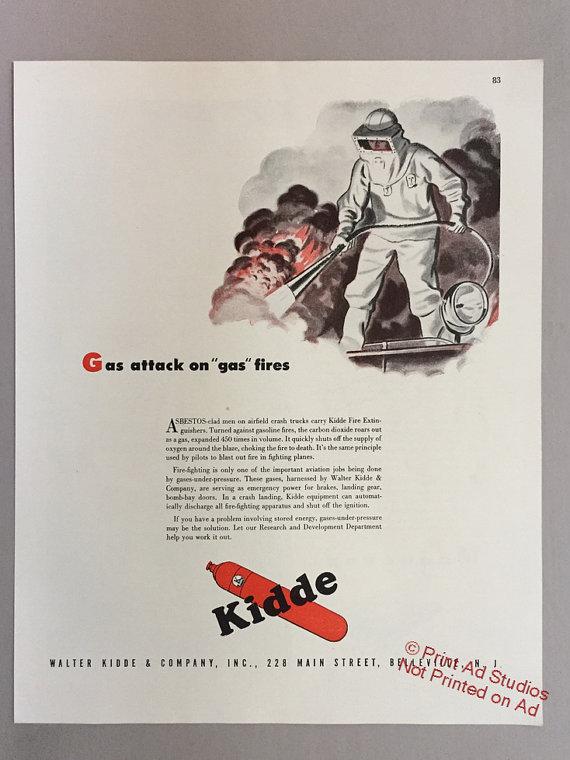 83
Gas attack on "gas" fires
ASBESTOS-clad men on airfield crash trucks carry Kidde Fire Extin-
guishers. Turned against gasoline fires, the carbon dioxide roars out
as a gas, expanded 450 times in volume. It quickly shuts off the supply of
oxygen around the blaze, choking the fire to death. It's the same principle
used by pilots to blast out fire in fighting planes.
Fire-fighting is only one of the important aviation jobs being done
by gases-under-pressure. These gases, harnessed by Walter Kidde &
Company, are serving as emergency power for brakes, landing gear,
bomb-bay doors. In a crash landing, Kidde equipment can automat-
ically discharge all fire-fighting apparatus and shut off the ignition.
If you have a problem involving stored energy, gases-under-pressure
may be the solution. Let our Research and Development Department
help you work it out.
Kidde
WALTER KIDDE & COMPANY, INC., 228 MAIN STREET, BELLEVILLE, N. J.
© Print Ad Studios
Not Printed on Ad